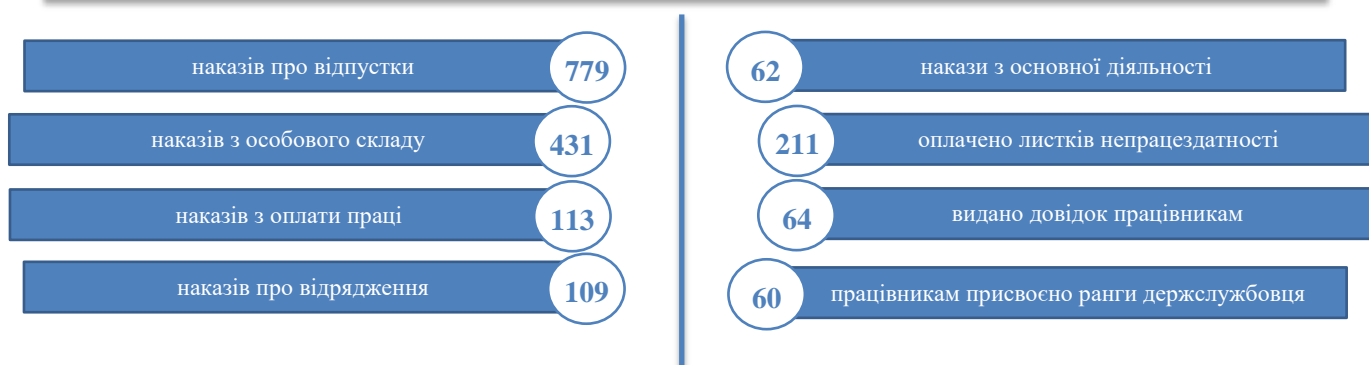 наказів про відпустки 779
наказів з особового складу 431
наказів з оплати праці 113
наказів про відрядження 109
62 накази з основної діяльності
211 оплачено листків непрацездатності
64 видано довідок працівникам
60 працівникам присвоєно ранги держслужбовця